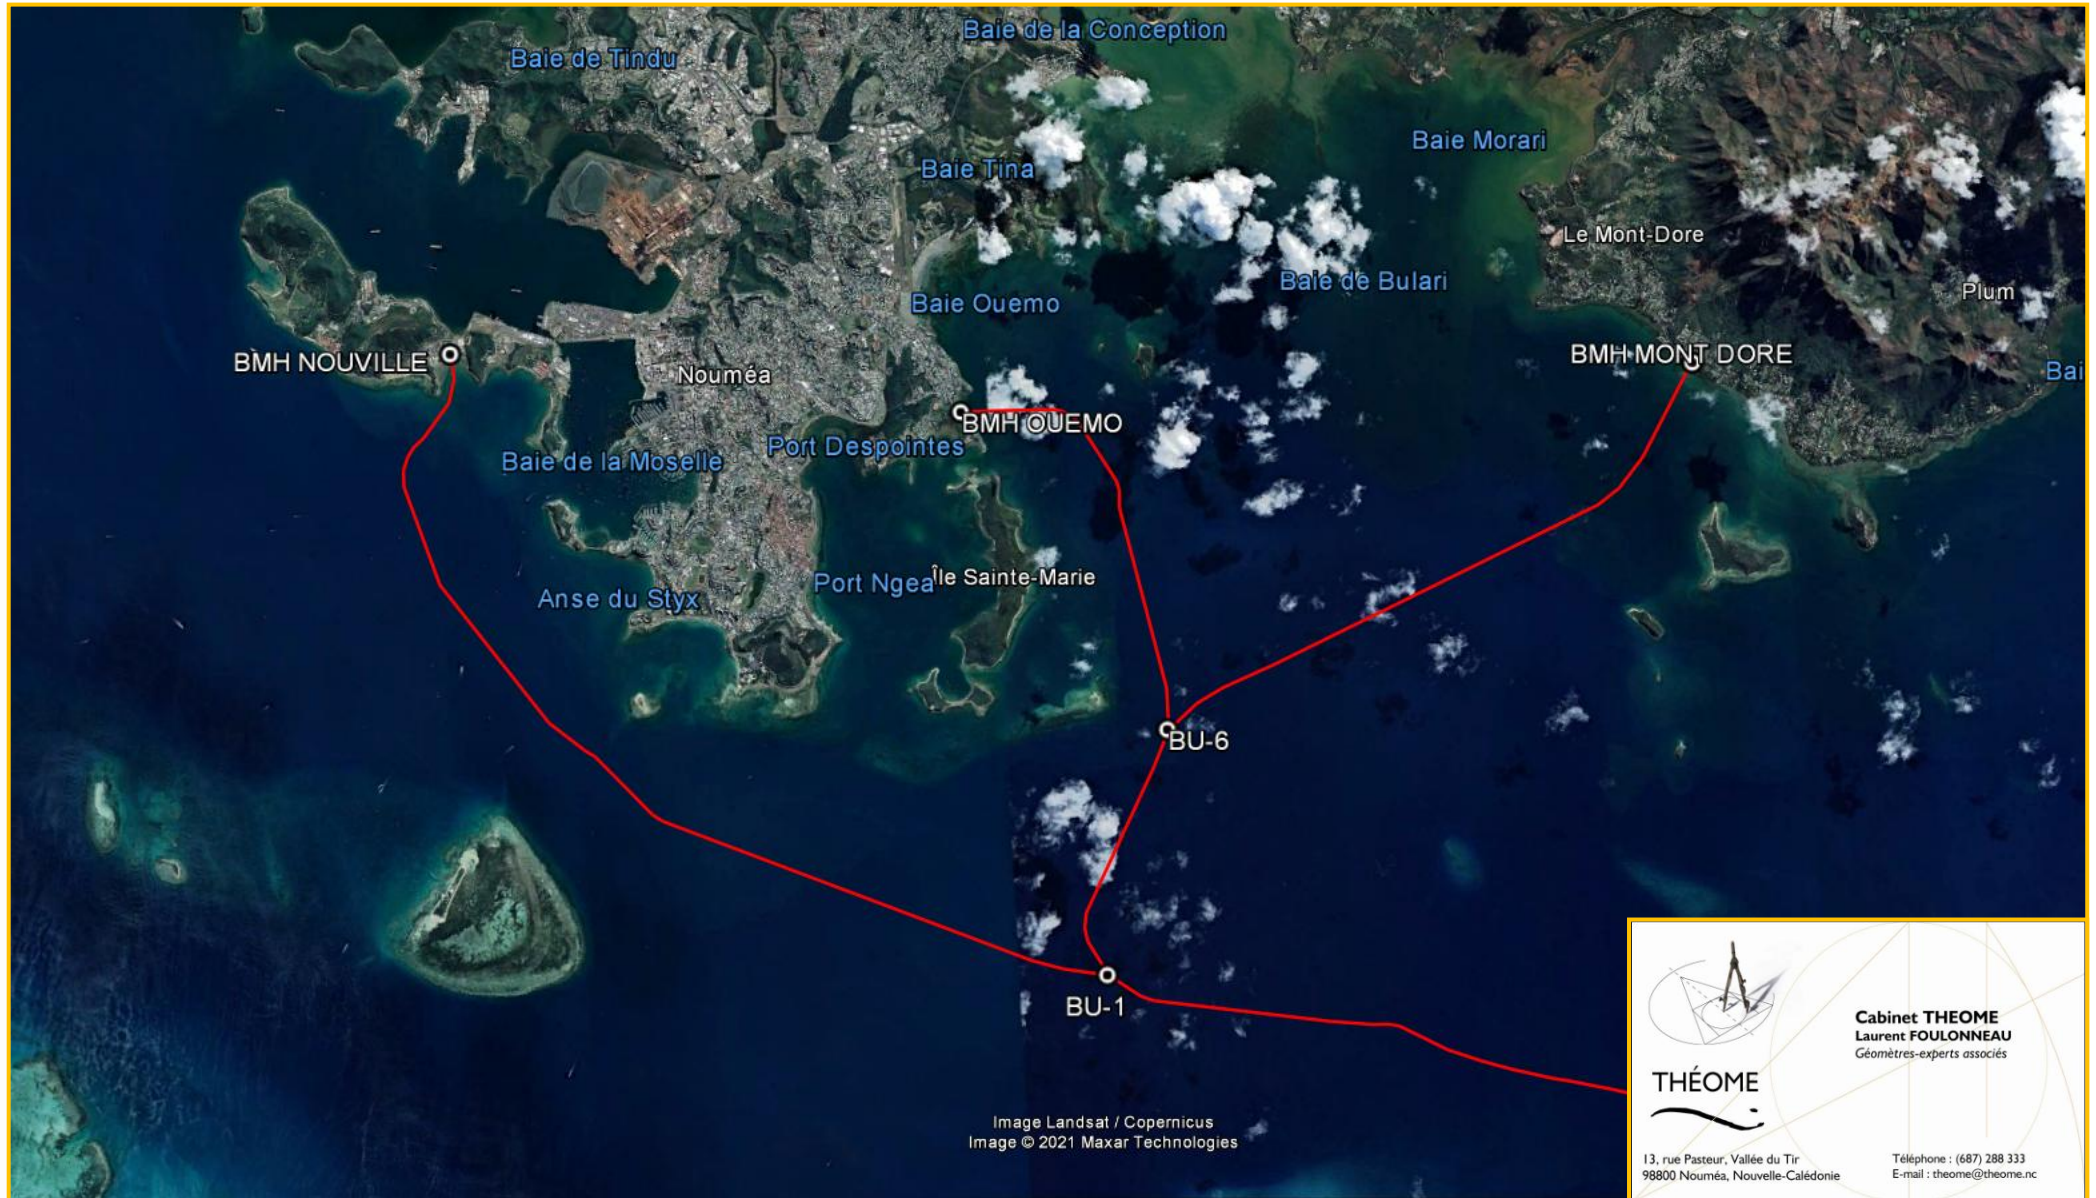 Baie de la Conception
Baie de Tindu
Baie Morari
Baie Tina
Le Mont-Dore
Baie de Bulari
Plum
Baie Ouemo
BMH NOUVILLE
BMH MONT DORE
Bai
Nouméa
BMH OUEMO
Port Despointes
Baie de la Moselle
Île Sainte-Marie
Port Ngea
Anse du Styx
BU-6
BU-1
Image Landsat / Copernicus
Image © 2021 Maxar Technologies
Cabinet THEOME
Laurent FOULONNEAU
Géomètres-experts associés
THÉOME
13, rue Pasteur, Vallée du Tir
98800 Nouméa, Nouvelle-Calédonie
Téléphone : (687) 288 333
E-mail : theome@theome.nc